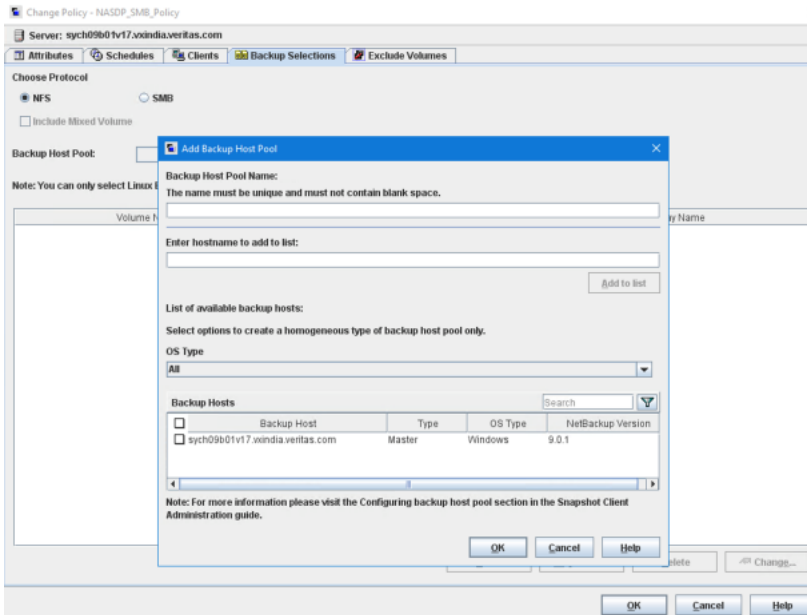 Change Policy - NASDP_SMB_Policy
Server: sych09b01v17.vxindia.veritas.com
Attributes Schedules Clients Backup Selections Exclude Volumes
Choose Protocol
NFS SMB
Include Mixed Volume
Backup Host Pool:
Note: You can only select Linux
Volume
Name
Add Backup Host Pool
Backup Host Pool Name:
The name must be unique and must not contain blank space.
Enter hostname to add to list:
Add to list
List of available backup hosts:
Select options to create a homogeneous type of backup host pool only.
OS Type
All
Backup Hosts Search
Backup Host Type OS Type NetBackup Version
sych09b01v17.vxindia.veritas.com Master Windows 9.0.1
Note: For more information please visit the Configuring backup host pool section in the Snapshot Client
Administration guide.
OK Cancel Help
Change...
OK Cancel Help